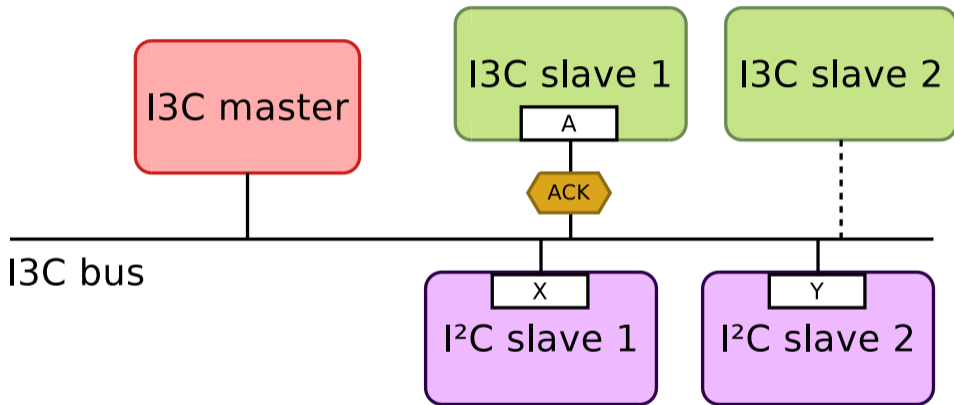 I3C master
I3C slave 1
A
I3C slave 2
ACK
I3C bus
X
I²C slave 1
Y
I²C slave 2